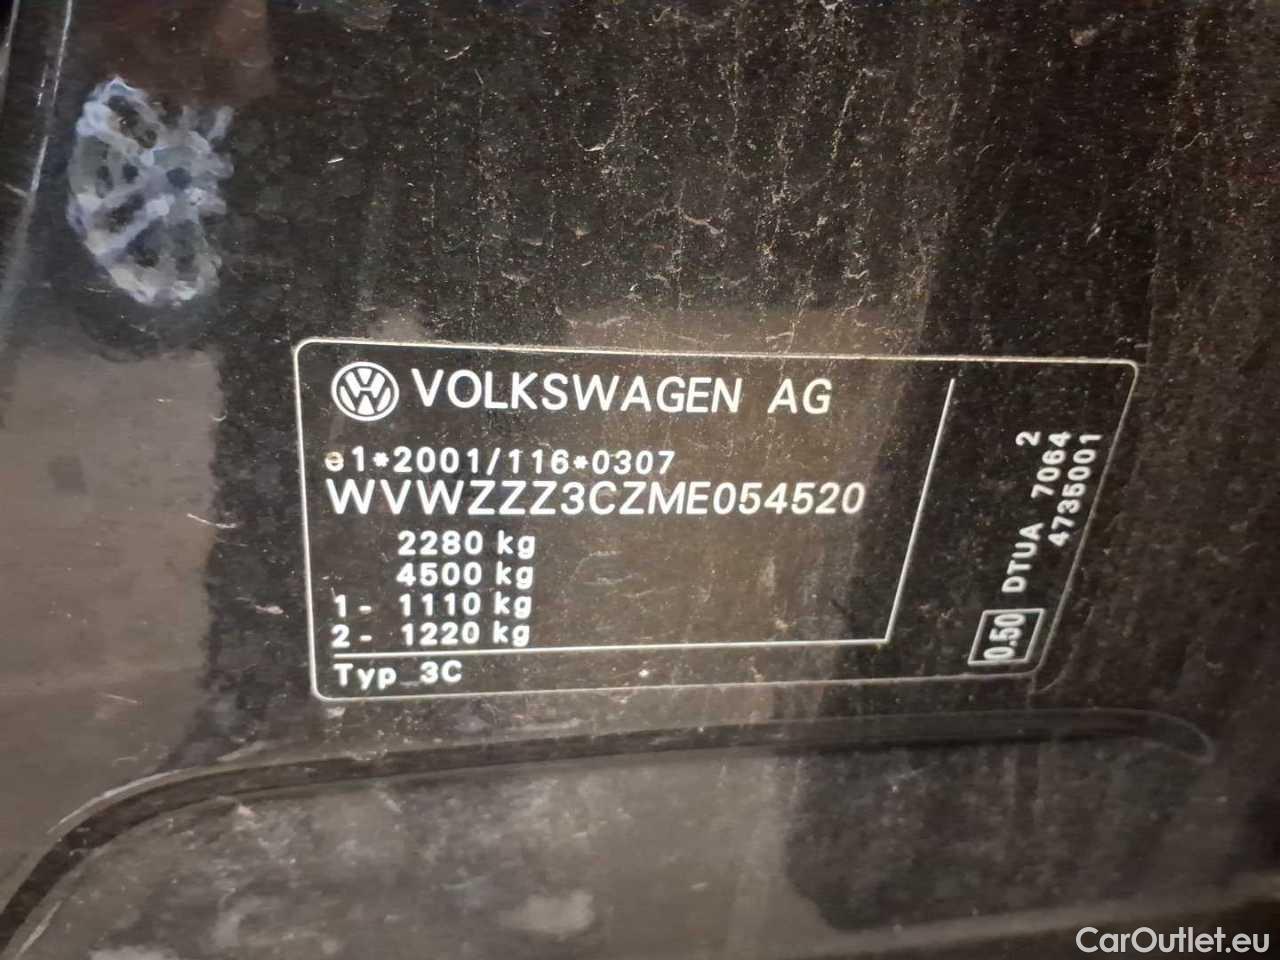 VOLKSWAGEN AG
e1*2001/116*0307
WVWZZZ3CZME054520
2280 kg
4500 kg
1 - 1110 kg
2 - 1220 kg
Typ 3C
0.50
DTUA 7064 2
4735001
CarOutlet.eu